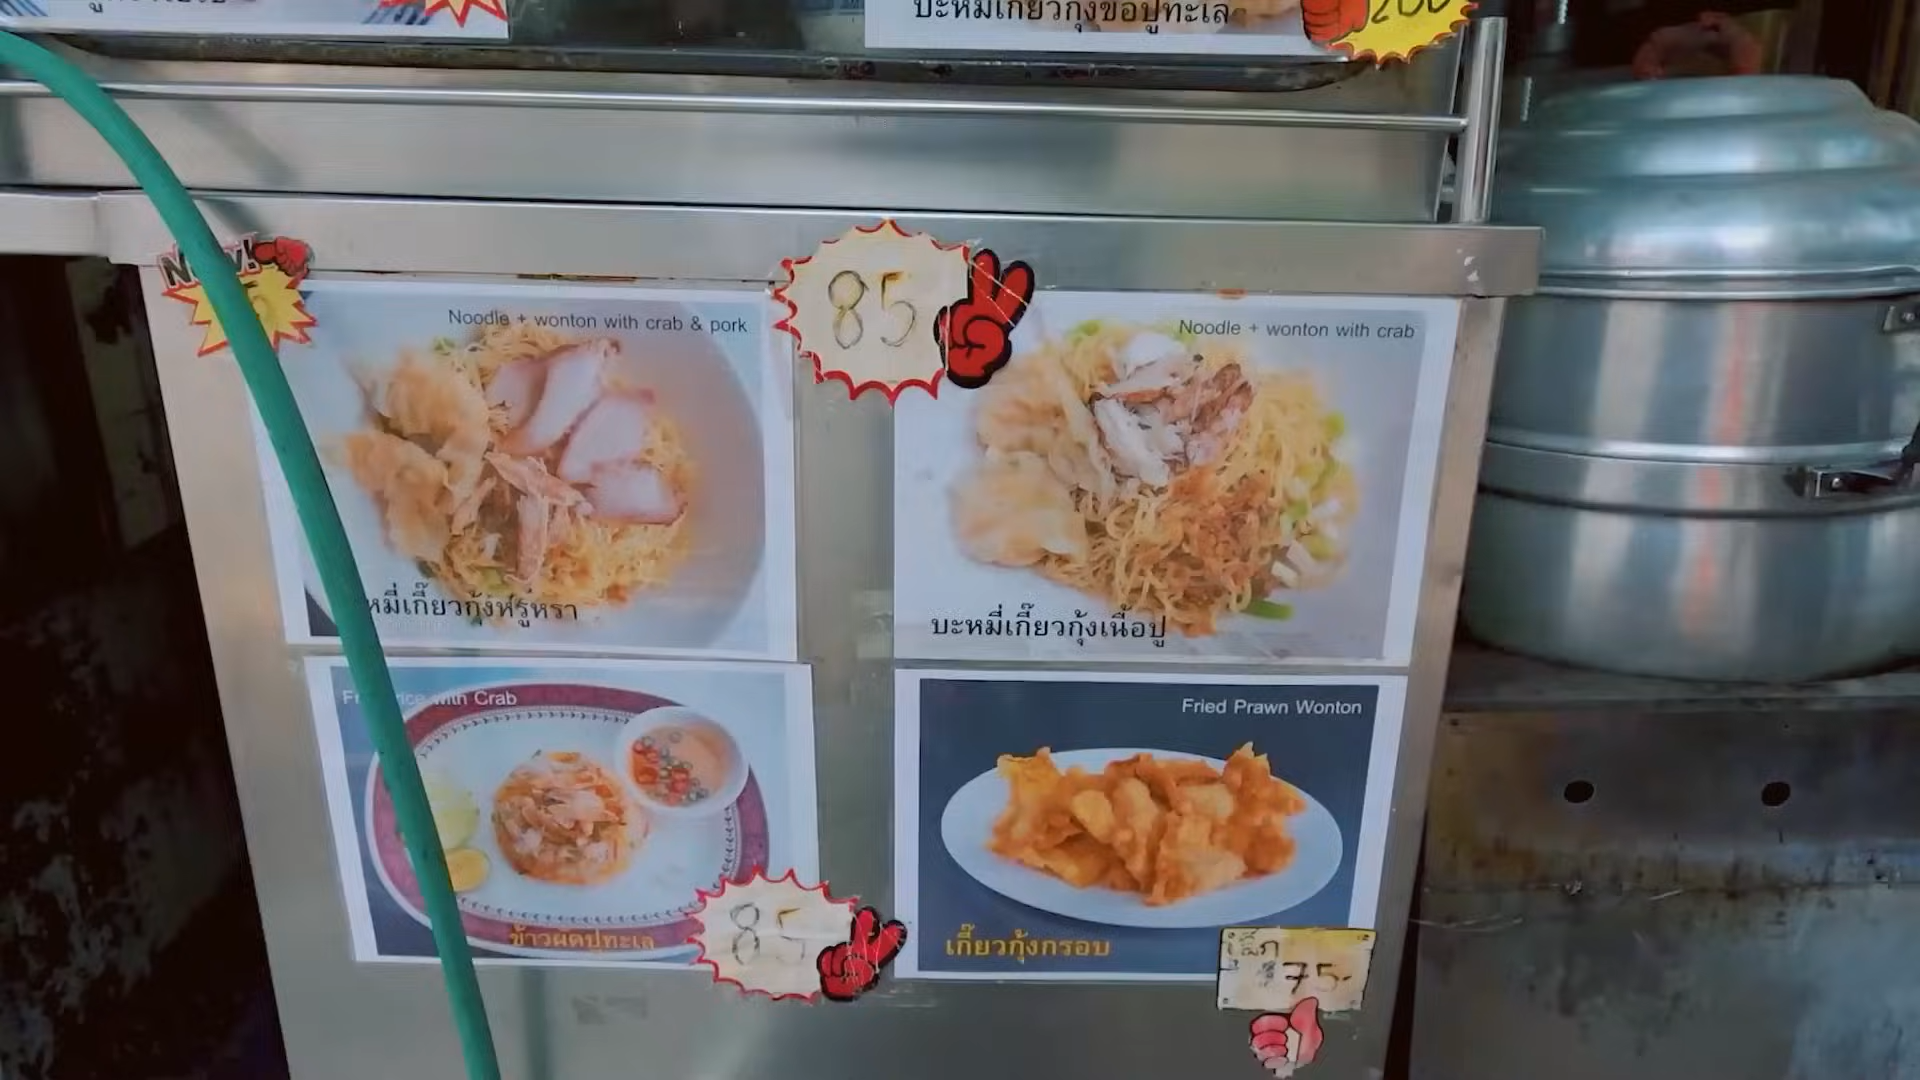 บะหมี่เกี๊ยวกุ้งข้อปูทะเล
200
85
Noodle + wonton with crab & pork
หมี่เกี๊ยวกุ้งหรูหรา
Noodle + wonton with crab
บะหมี่เกี๊ยวกุ้งเนื้อปู
with Crab
ข้าวผัดปูทะเล
85
Fried Prawn Wonton
เกี๊ยวกุ้งกรอบ
75.-